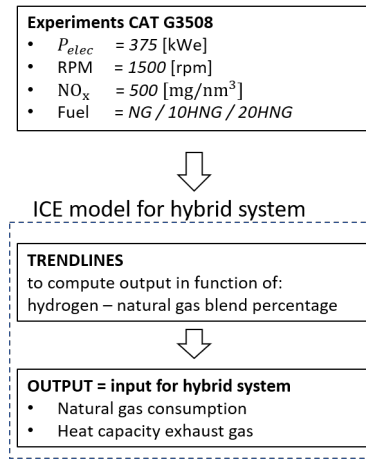 Experiments CAT G3508
• P_elec = 375 [kWe]
• RPM = 1500 [rpm]
• NOₓ = 500 [mg/nm³]
• Fuel = NG / 10HNG / 20HNG
ICE model for hybrid system
TRENDLINES
to compute output in function of:
hydrogen – natural gas blend percentage
OUTPUT = input for hybrid system
• Natural gas consumption
• Heat capacity exhaust gas